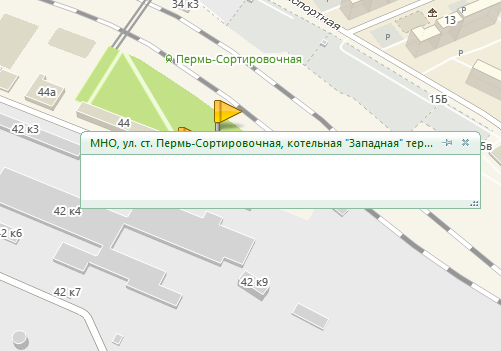 34 к3
спортная
13
Р
Пермь-Сортировочная
Р
44а
15Б
44
42 к3
МНО, ул. ст. Пермь-Сортировочная, котельная "Западная" тер...
5в
42 к4
2 к6
42 к7
42 к9